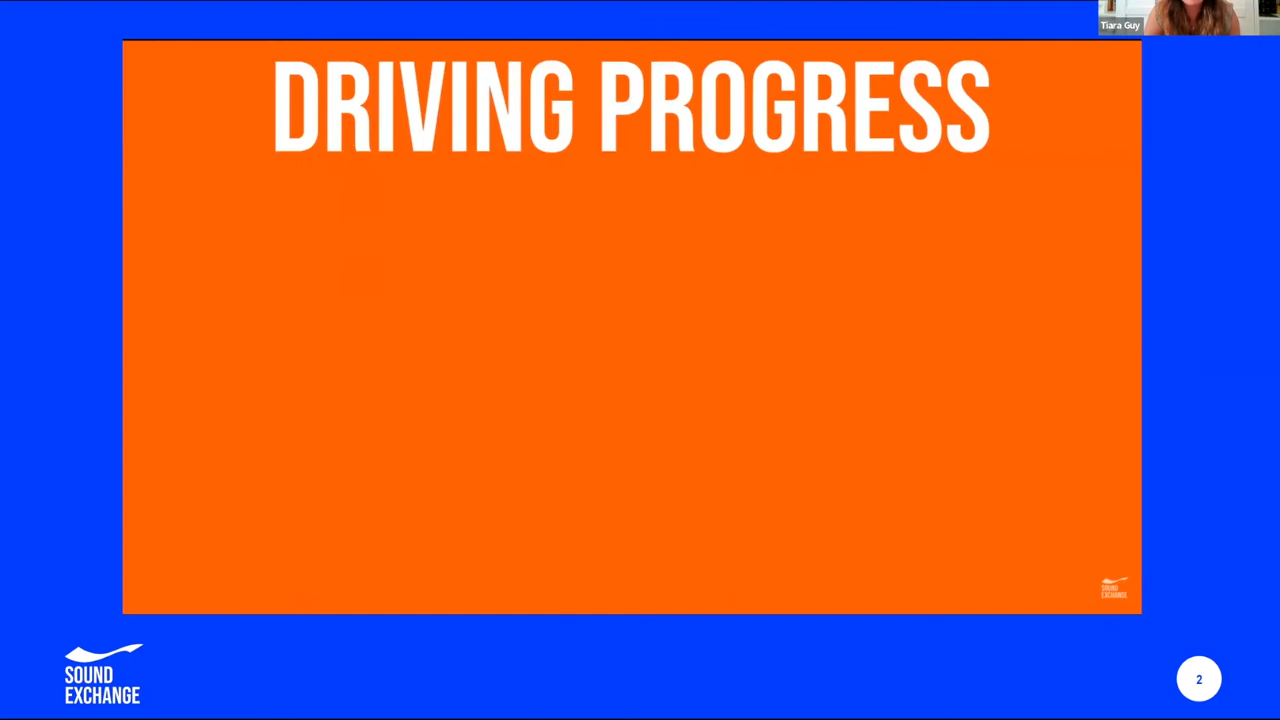 Tiara Guy
DRIVING PROGRESS
SOUND
EXCHANGE
SOUND
EXCHANGE
2